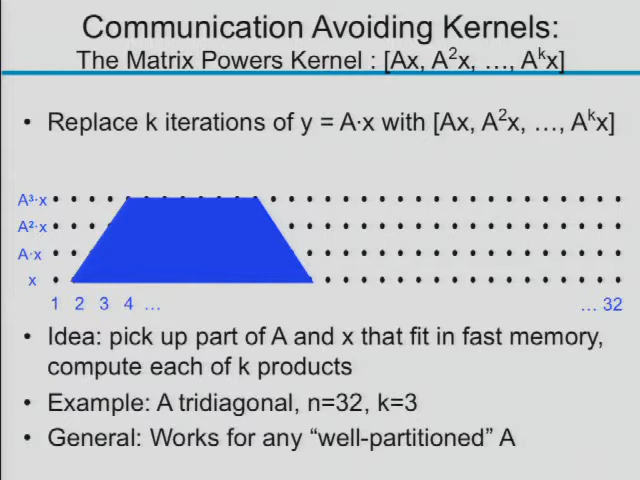 Communication Avoiding Kernels:
The Matrix Powers Kernel : [Ax, A²x, …, Aᵏx]
• Replace k iterations of y = A·x with [Ax, A²x, …, Aᵏx]
A³·x
A²·x
A·x
x
1 2 3 4 … … 32
• Idea: pick up part of A and x that fit in fast memory,
compute each of k products
• Example: A tridiagonal, n=32, k=3
• General: Works for any “well-partitioned” A